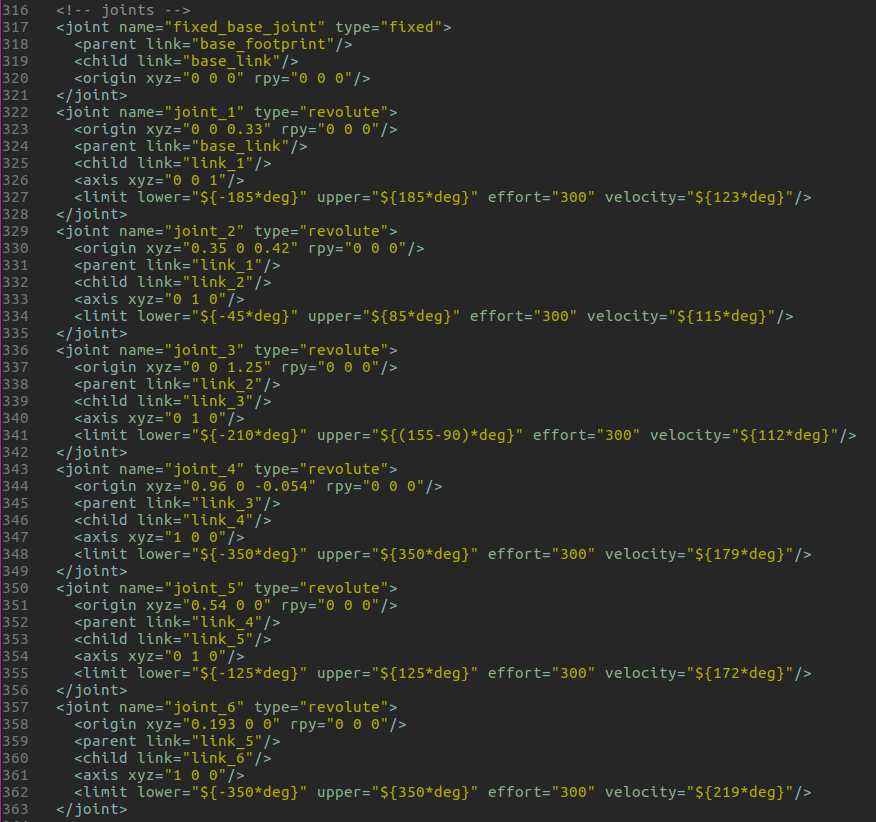 316 <!-- joints -->
317 <joint name="fixed_base_joint" type="fixed">
318 <parent link="base_footprint"/>
319 <child link="base_link"/>
320 <origin xyz="0 0 0" rpy="0 0 0"/>
321 </joint>
322 <joint name="joint_1" type="revolute">
323 <origin xyz="0 0 0.33" rpy="0 0 0"/>
324 <parent link="base_link"/>
325 <child link="link_1"/>
326 <axis xyz="0 0 1"/>
327 <limit lower="${-185*deg}" upper="${185*deg}" effort="300" velocity="${123*deg}"/>
328 </joint>
329 <joint name="joint_2" type="revolute">
330 <origin xyz="0.35 0 0.42" rpy="0 0 0"/>
331 <parent link="link_1"/>
332 <child link="link_2"/>
333 <axis xyz="0 1 0"/>
334 <limit lower="${-45*deg}" upper="${85*deg}" effort="300" velocity="${115*deg}"/>
335 </joint>
336 <joint name="joint_3" type="revolute">
337 <origin xyz="0 0 1.25" rpy="0 0 0"/>
338 <parent link="link_2"/>
339 <child link="link_3"/>
340 <axis xyz="0 1 0"/>
341 <limit lower="${-210*deg}" upper="${(155-90)*deg}" effort="300" velocity="${112*deg}"/>
342 </joint>
343 <joint name="joint_4" type="revolute">
344 <origin xyz="0.96 0 -0.054" rpy="0 0 0"/>
345 <parent link="link_3"/>
346 <child link="link_4"/>
347 <axis xyz="1 0 0"/>
348 <limit lower="${-350*deg}" upper="${350*deg}" effort="300" velocity="${179*deg}"/>
349 </joint>
350 <joint name="joint_5" type="revolute">
351 <origin xyz="0.54 0 0" rpy="0 0 0"/>
352 <parent link="link_4"/>
353 <child link="link_5"/>
354 <axis xyz="0 1 0"/>
355 <limit lower="${-125*deg}" upper="${125*deg}" effort="300" velocity="${172*deg}"/>
356 </joint>
357 <joint name="joint_6" type="revolute">
358 <origin xyz="0.193 0 0" rpy="0 0 0"/>
359 <parent link="link_5"/>
360 <child link="link_6"/>
361 <axis xyz="1 0 0"/>
362 <limit lower="${-350*deg}" upper="${350*deg}" effort="300" velocity="${219*deg}"/>
363 </joint>